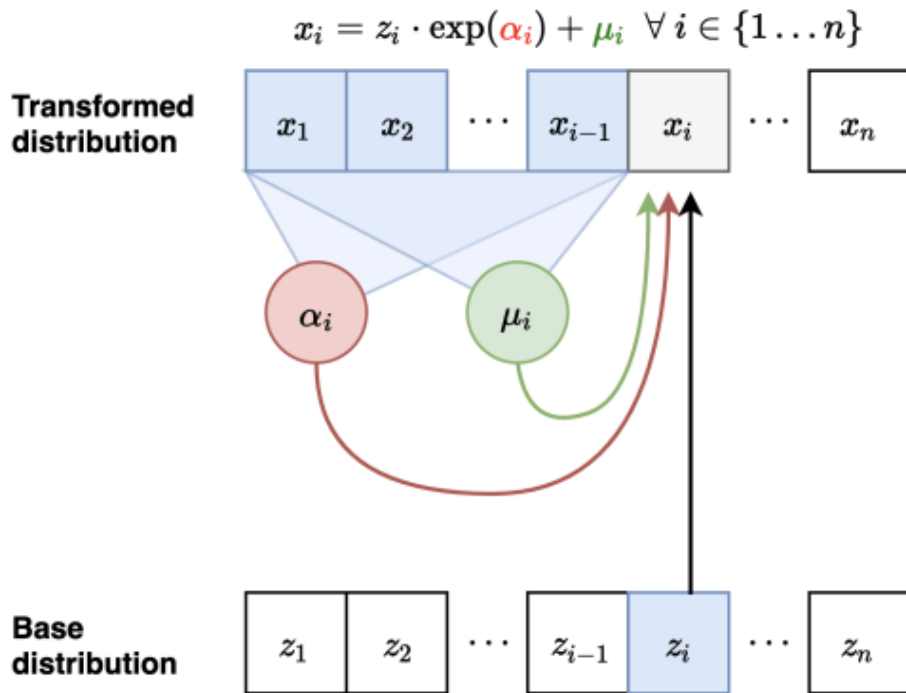 x_i = z_i · exp(α_i) + μ_i ∀ i ∈ {1 … n}
Transformed
distribution
x_1 x_2 ⋯ x_{i−1} x_i ⋯ x_n
α_i μ_i
Base
distribution
z_1 z_2 ⋯ z_{i−1} z_i ⋯ z_n